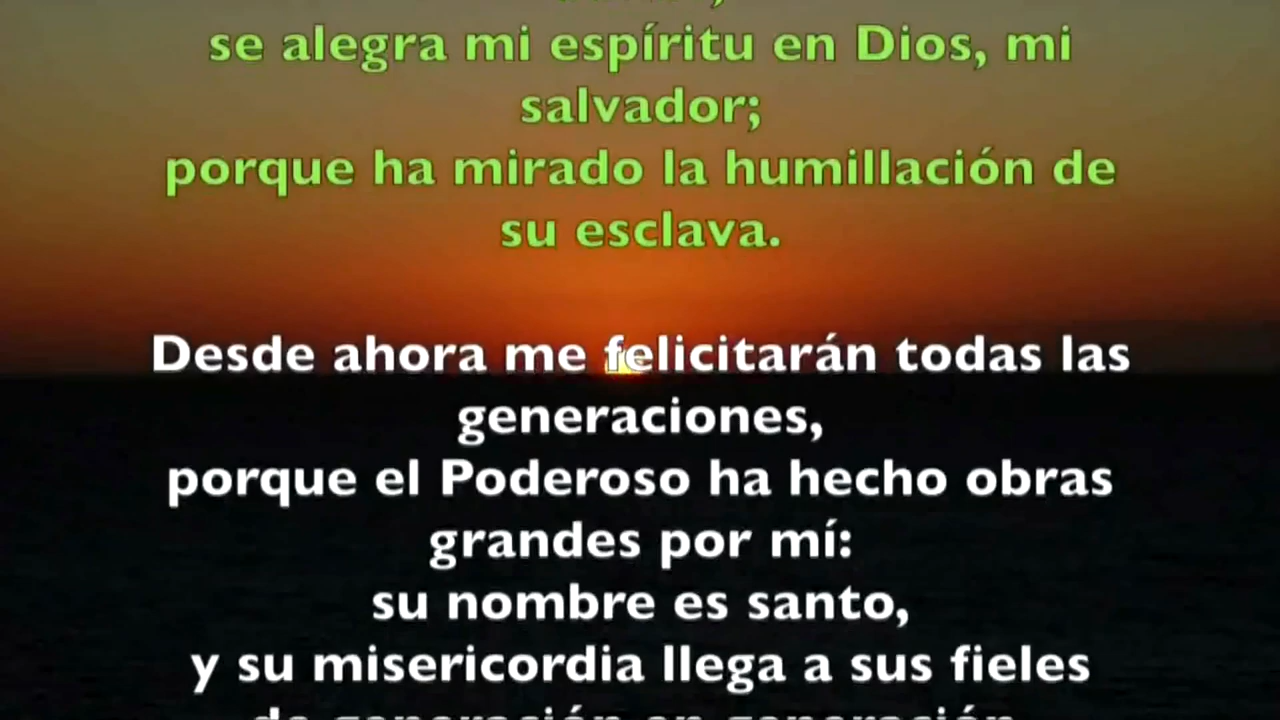 se alegra mi espíritu en Dios, mi
salvador;
porque ha mirado la humillación de
su esclava.
Desde ahora me felicitarán todas las
generaciones,
porque el Poderoso ha hecho obras
grandes por mí:
su nombre es santo,
y su misericordia llega a sus fieles
de generación en generación